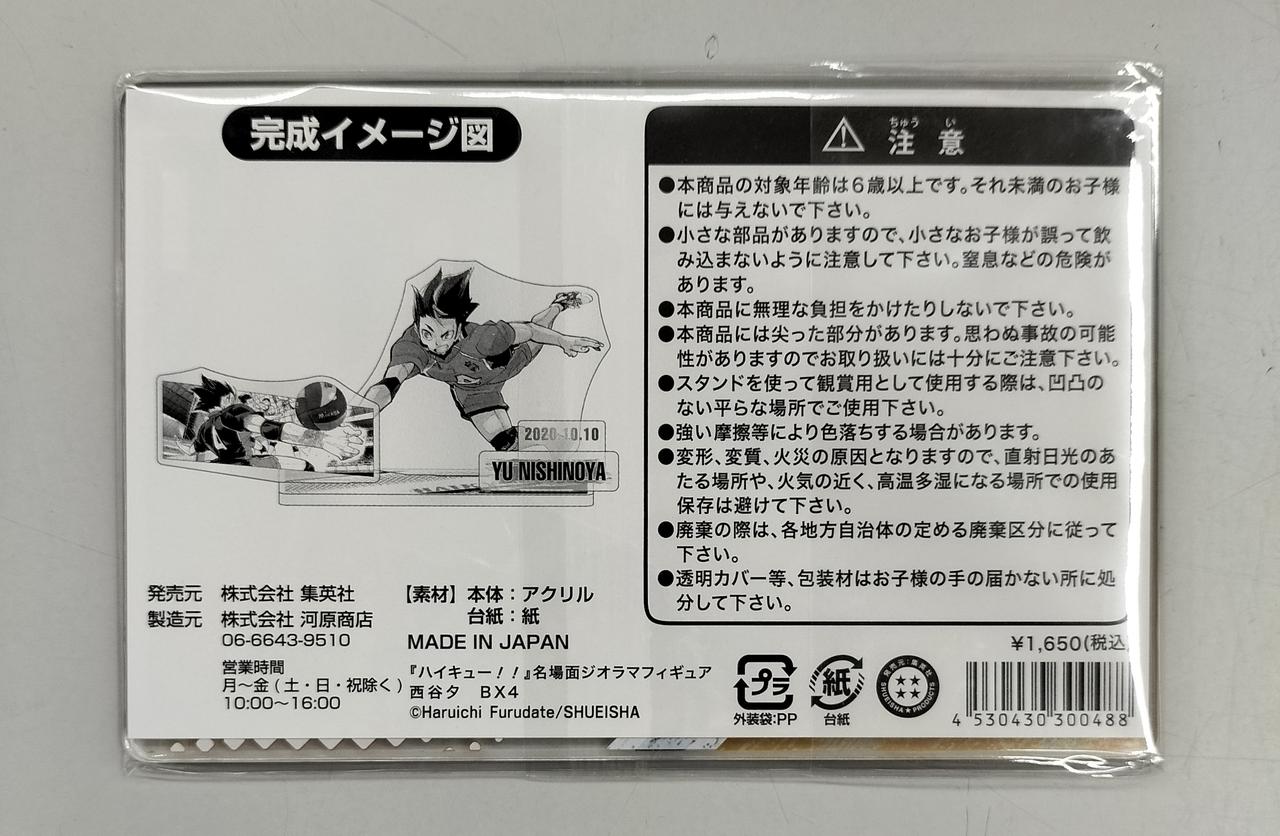 完成イメージ図
MIKASA
2020.10.10
YU NISHINOYA
発売元 株式会社 集英社
製造元 株式会社 河原商店
06-6643-9510
営業時間
月～金(土・日・祝除く)
10:00～16:00
【素材】本体:アクリル
台紙:紙
MADE IN JAPAN
『ハイキュー!!』名場面ジオラマフィギュア
西谷夕 BX4
©Haruichi Furudate/SHUEISHA
ちゅう い
注 意
●本商品の対象年齢は6歳以上です。それ未満のお子様
には与えないで下さい。
●小さな部品がありますので、小さなお子様が誤って飲
み込まないように注意して下さい。窒息などの危険が
あります。
●本商品に無理な負担をかけたりしないで下さい。
●本商品には尖った部分があります。思わぬ事故の可能
性がありますのでお取り扱いには十分にご注意下さい。
●スタンドを使って観賞用として使用する際は、凹凸の
ない平らな場所でご使用下さい。
●強い摩擦等により色落ちする場合があります。
●変形、変質、火災の原因となりますので、直射日光のあ
たる場所や、火気の近く、高温多湿になる場所での使用
保存は避けて下さい。
●廃棄の際は、各地方自治体の定める廃棄区分に従って
下さい。
●透明カバー等、包装材はお子様の手の届かない所に処
分して下さい。
¥1,650(税込)
プラ
外装袋:PP
紙
台紙
発売元:集英社
SHUEISHA★PRODUCTS
4 530430 300488